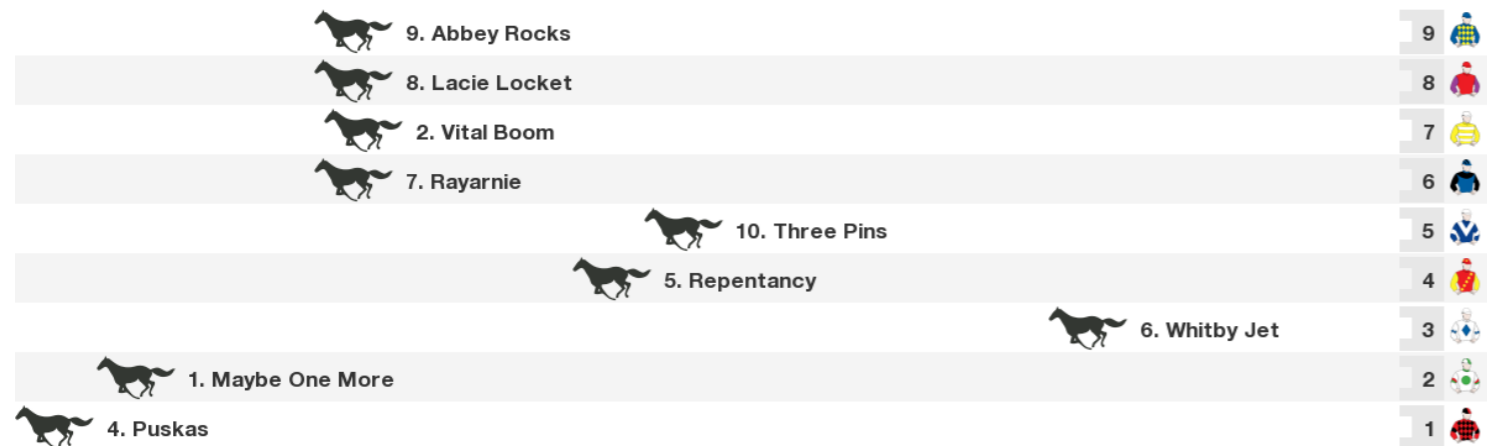 9. Abbey Rocks 9
8. Lacie Locket 8
2. Vital Boom 7
7. Rayarnie 6
10. Three Pins 5
5. Repentancy 4
6. Whitby Jet 3
1. Maybe One More 2
4. Puskas 1